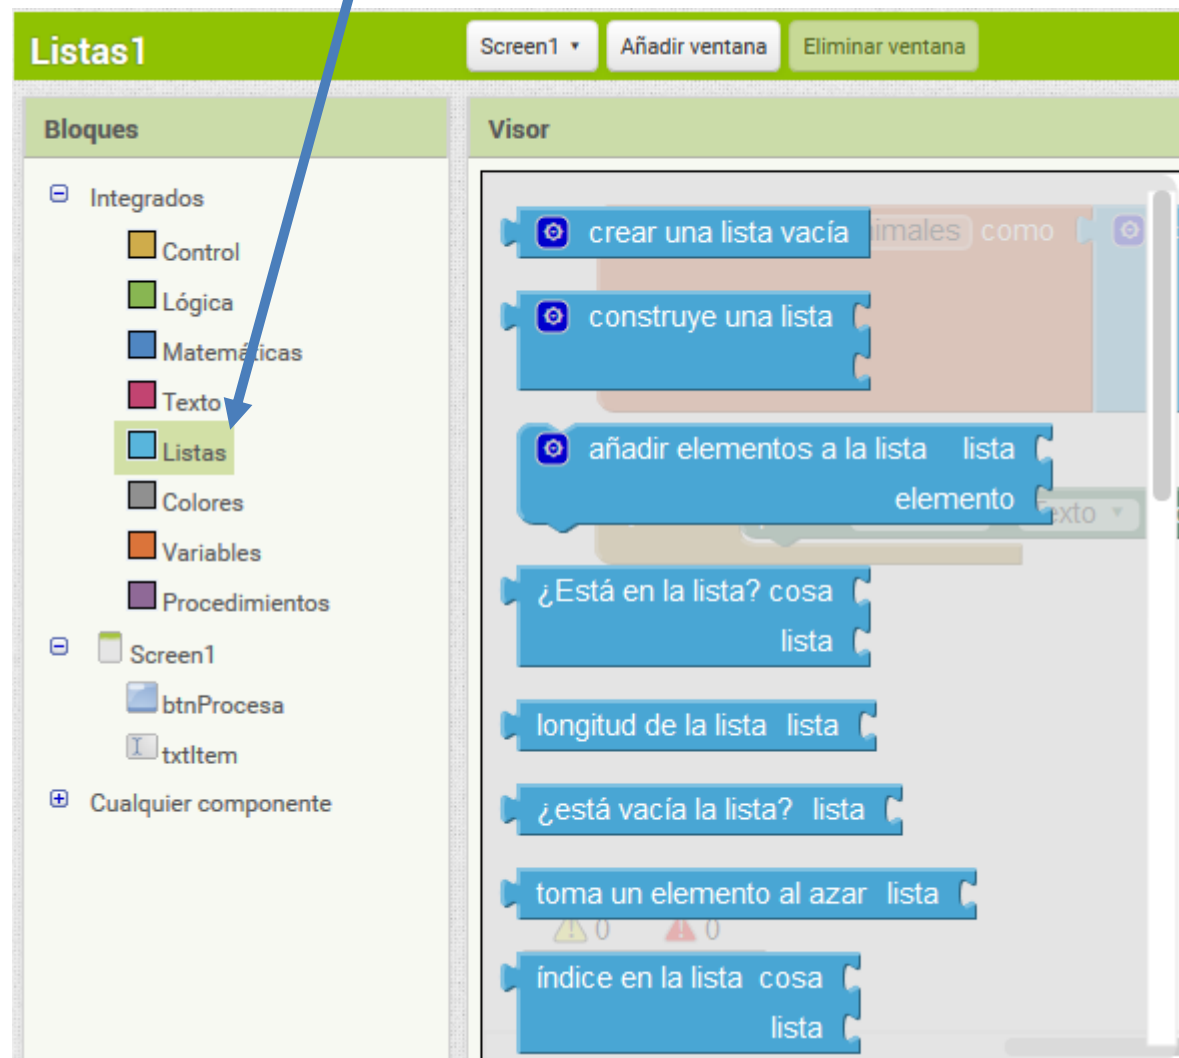 Listas1
Screen1
Añadir ventana
Eliminar ventana
Bloques
Visor
Integrados
Control
Lógica
Matemáticas
Texto
Listas
Colores
Variables
Procedimientos
Screen1
btnProcesa
txtItem
Cualquier componente
crear una lista vacía
como
construye una lista
añadir elementos a la lista lista
elemento
¿Está en la lista? cosa
lista
longitud de la lista lista
¿está vacía la lista? lista
toma un elemento al azar lista
0 0
índice en la lista cosa
lista